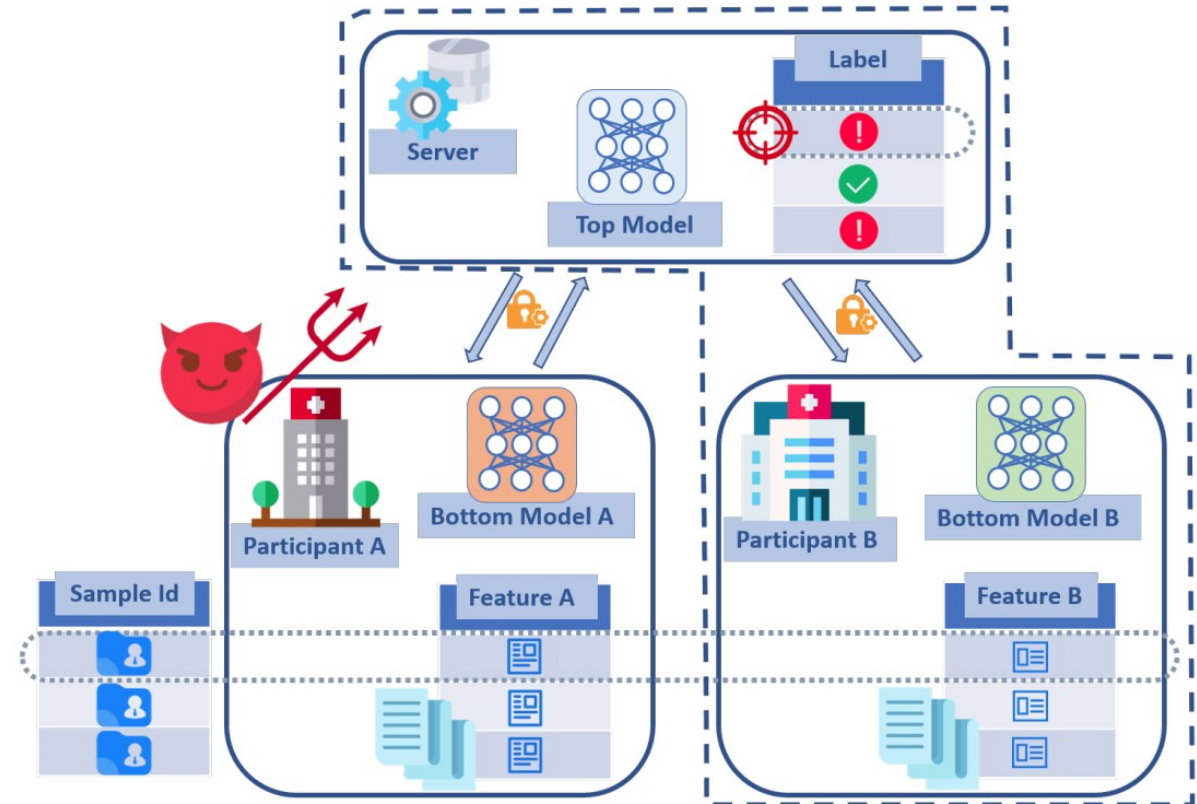 Label
Server
Top Model
Bottom Model A
Participant A
Bottom Model B
Participant B
Sample Id
Feature A
Feature B